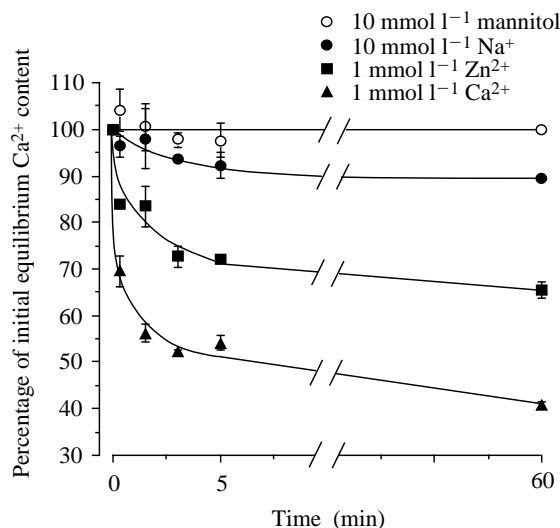 10 mmol l⁻¹ mannitol
10 mmol l⁻¹ Na⁺
1 mmol l⁻¹ Zn²⁺
1 mmol l⁻¹ Ca²⁺
Percentage of initial equilibrium Ca²⁺ content
110
100
90
80
70
60
50
40
30
0
5
60
Time (min)